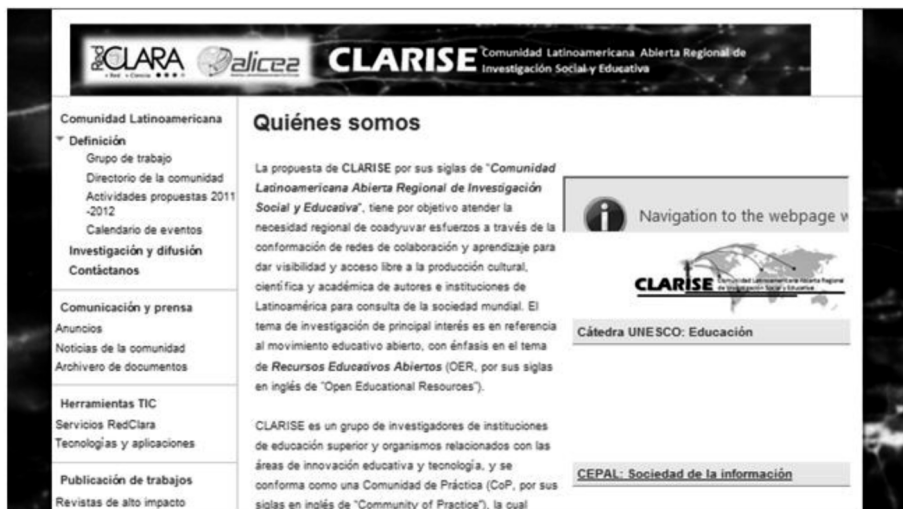 Red
CLARA
alice2
CLARISE
Comunidad Latinoamericana Abierta Regional de
Investigación Social y Educativa
Comunidad Latinoamericana
Definición
Grupo de trabajo
Directorio de la comunidad
Actividades propuestas 2011
-2012
Calendario de eventos
Investigación y difusión
Contáctanos
Comunicación y prensa
Anuncios
Noticias de la comunidad
Archivero de documentos
Herramientas TIC
Servicios RedClara
Tecnologías y aplicaciones
Publicación de trabajos
Revistas de alto impacto
Quiénes somos
La propuesta de CLARISE por sus siglas de "Comunidad
Latinoamericana Abierta Regional de Investigación
Social y Educativa", tiene por objetivo atender la
necesidad regional de coadyuvar esfuerzos a través de la
conformación de redes de colaboración y aprendizaje para
dar visibilidad y acceso libre a la producción cultural,
científica y académica de autores e instituciones de
Latinoamérica para consulta de la sociedad mundial. El
tema de investigación de principal interés es en referencia
al movimiento educativo abierto, con énfasis en el tema
de Recursos Educativos Abiertos (OER, por sus siglas
en inglés de "Open Educational Resources").
CLARISE es un grupo de investigadores de instituciones
de educación superior y organismos relacionados con las
áreas de innovación educativa y tecnología, y se
conforma como una Comunidad de Práctica (CoP, por sus
siglas en inglés de "Community of Practice"), la cual
Navigation to the webpage w
CLARISE
Comunidad Latinoamericana Abierta Regional
de Investigación Social y Educativa
Cátedra UNESCO: Educación
CEPAL: Sociedad de la información